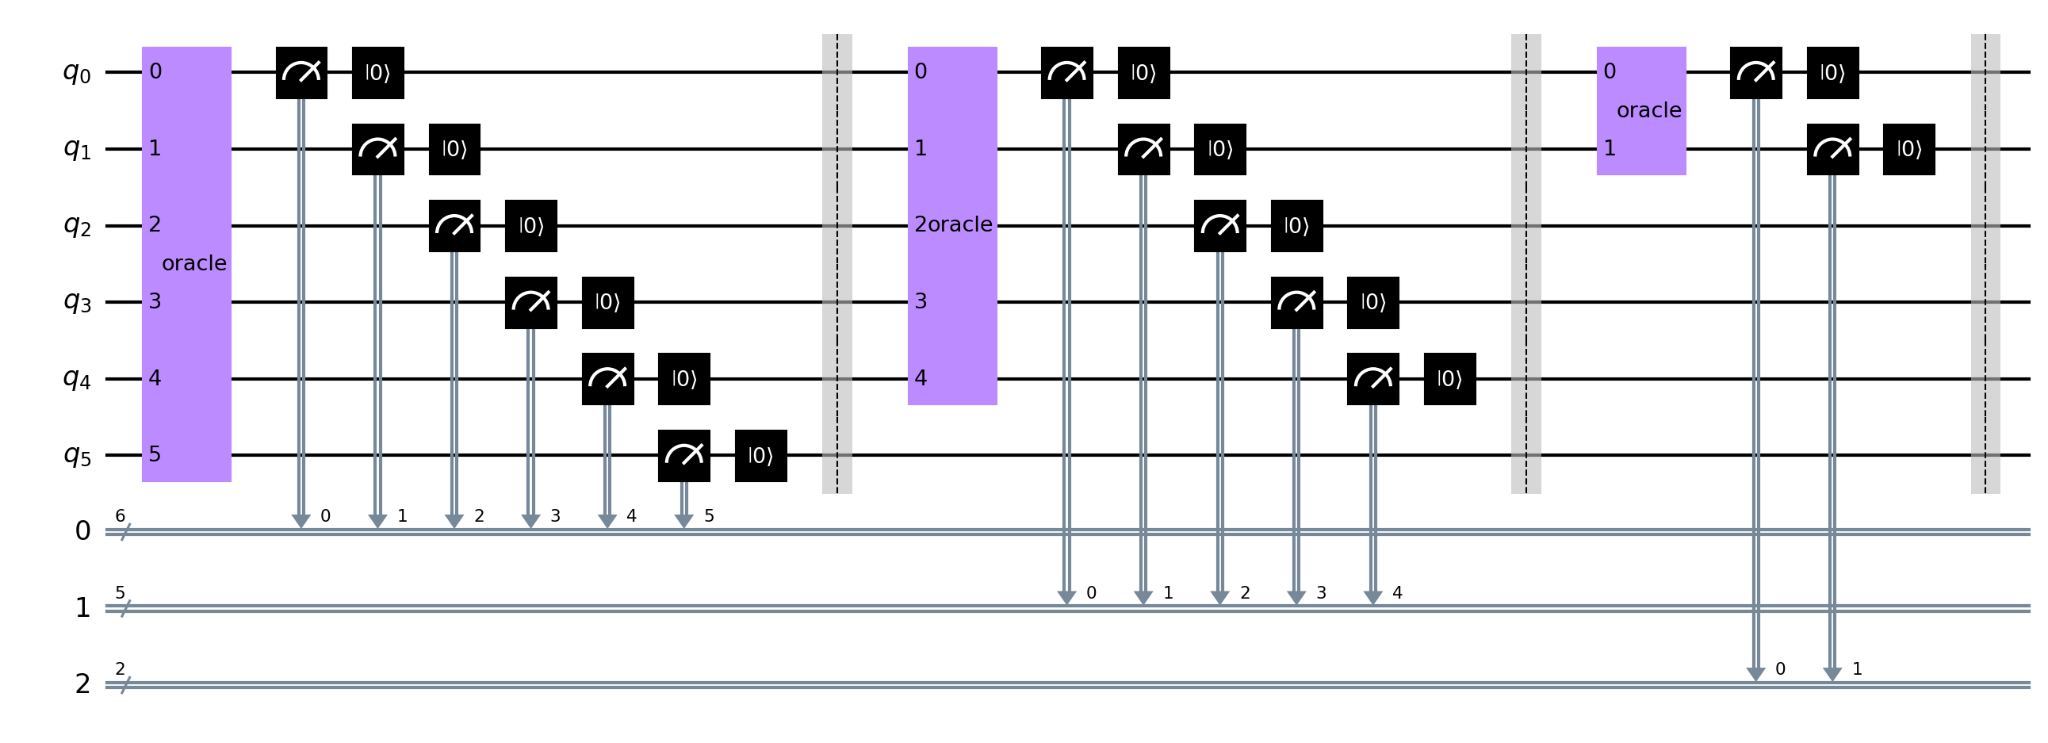 q0 0 |0⟩ 0 |0⟩ 0 |0⟩
oracle
q1 1 |0⟩ 1 |0⟩ 1 |0⟩
q2 2 |0⟩ 2oracle |0⟩
oracle
q3 3 |0⟩ 3 |0⟩
q4 4 |0⟩ 4 |0⟩
q5 5 |0⟩
6 0 1 2 3 4 5
0
5 0 1 2 3 4
1
2 0 1
2